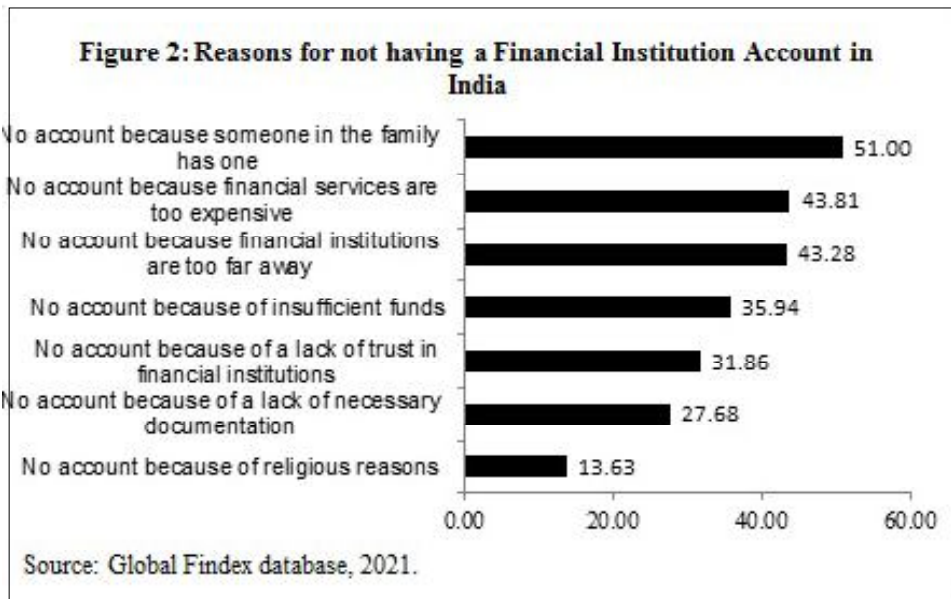 Figure 2: Reasons for not having a Financial Institution Account in
India
No account because someone in the family
has one
51.00
No account because financial services are
too expensive
43.81
No account because financial institutions
are too far away
43.28
No account because of insufficient funds
35.94
No account because of a lack of trust in
financial institutions
31.86
No account because of a lack of necessary
documentation
27.68
No account because of religious reasons
13.63
0.00 20.00 40.00 60.00
Source: Global Findex database, 2021.